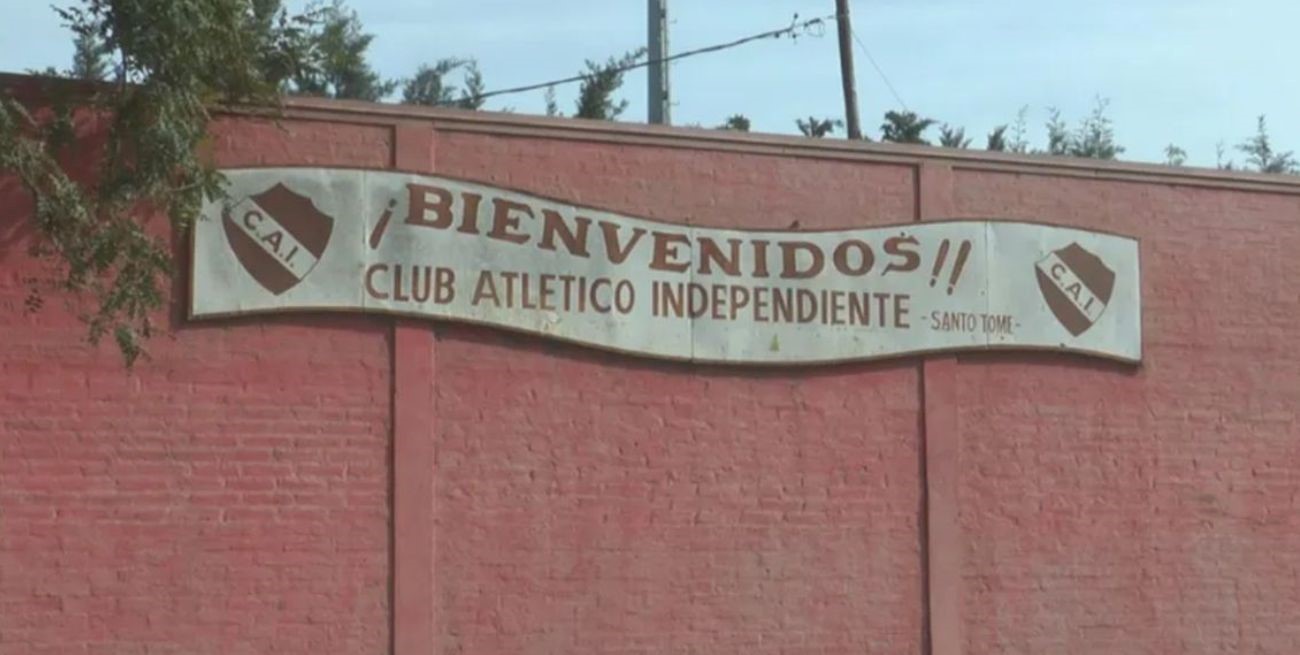 ¡BIENVENIDOS!!
CLUB ATLETICO INDEPENDIENTE -SANTO TOME-
C.A.I.
C.A.I.